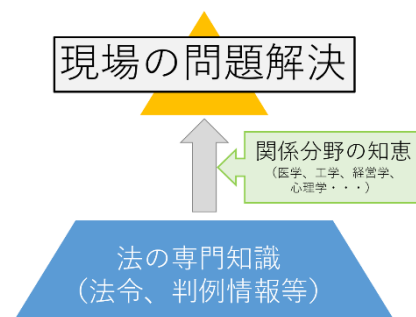 現場の問題解決
関係分野の知恵
（医学、工学、経営学、
心理学・・・）
法の専門知識
（法令、判例情報等）